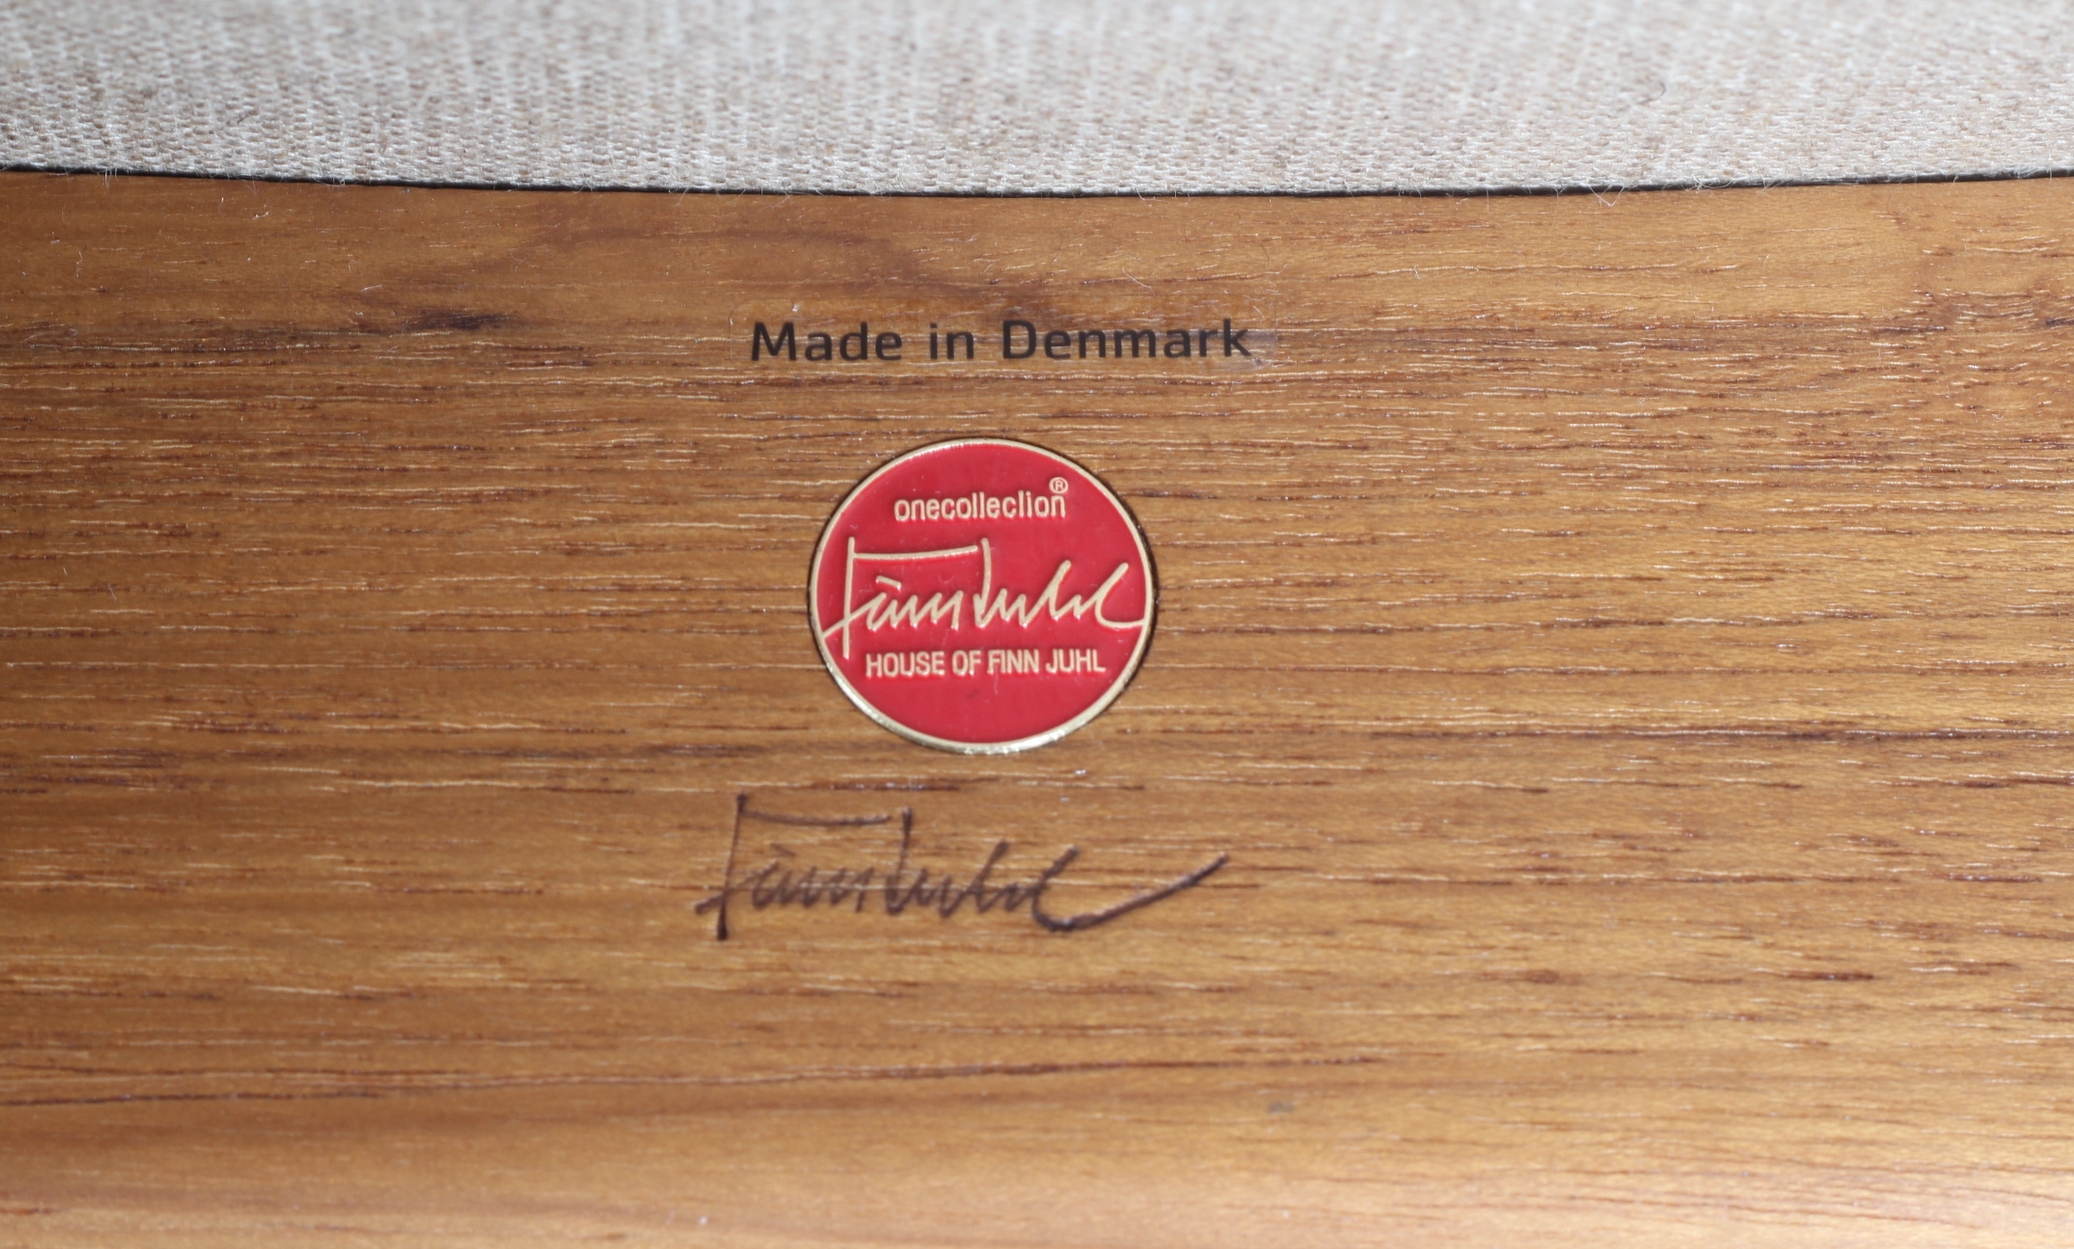 Made in Denmark
onecollection®
Finn Juhl
HOUSE OF FINN JUHL
Finn Juhl